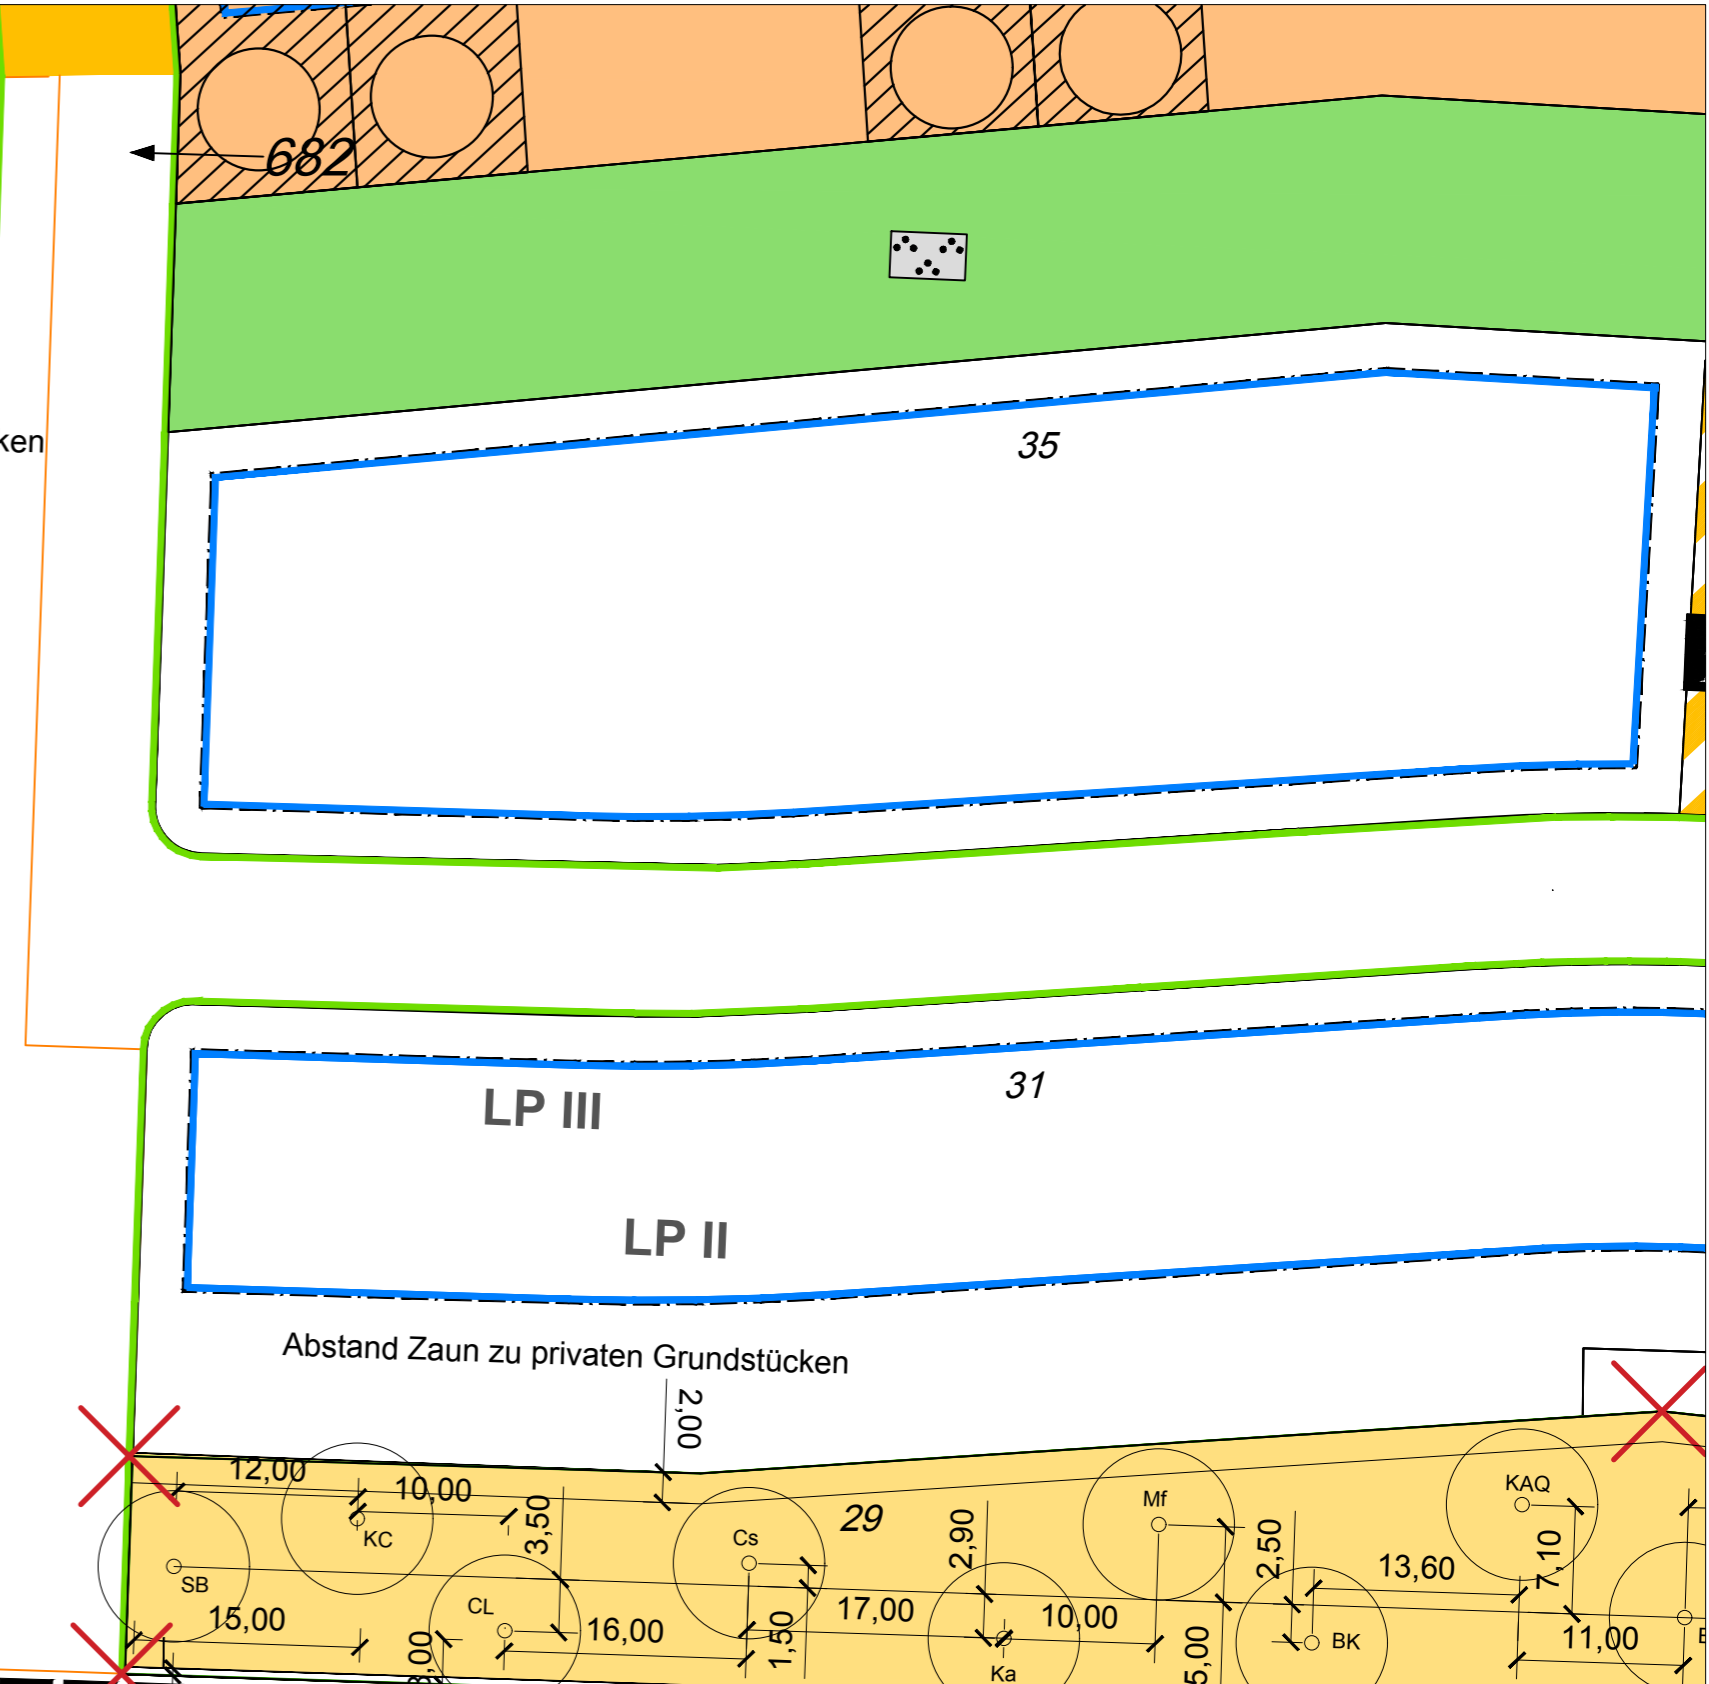 682
ken
35
31
LP III
LP II
Abstand Zaun zu privaten Grundstücken
2,00
12,00
10,00
3,50
29
2,90
Mf
2,50
KAQ
7,10
KC
Cs
13,60
SB
CL
15,00
16,00
1,50
17,00
10,00
5,00
BK
11,00
Ka